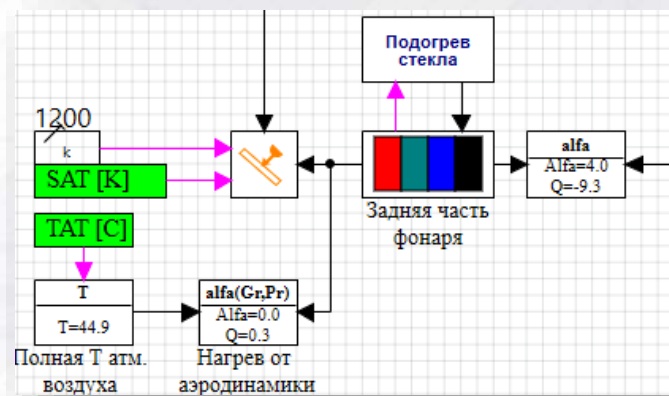 Подогрев
стекла
1200
k
SAT [K]
alfa
Alfa=4.0
Q=-9.3
Задняя часть
фонаря
TAT [C]
T
T=44.9
alfa(Gr,Pr)
Alfa=0.0
Q=0.3
Полная Т атм.
воздуха
Нагрев от
аэродинамики